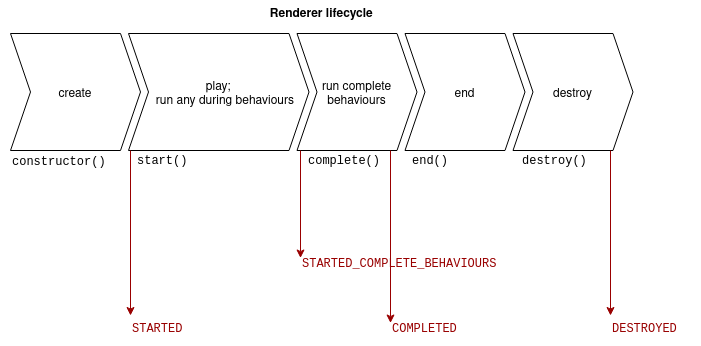 Renderer lifecycle
create
play;
run any during behaviours
run complete
behaviours
end
destroy
constructor()
start()
complete()
end()
destroy()
STARTED_COMPLETE_BEHAVIOURS
STARTED
COMPLETED
DESTROYED